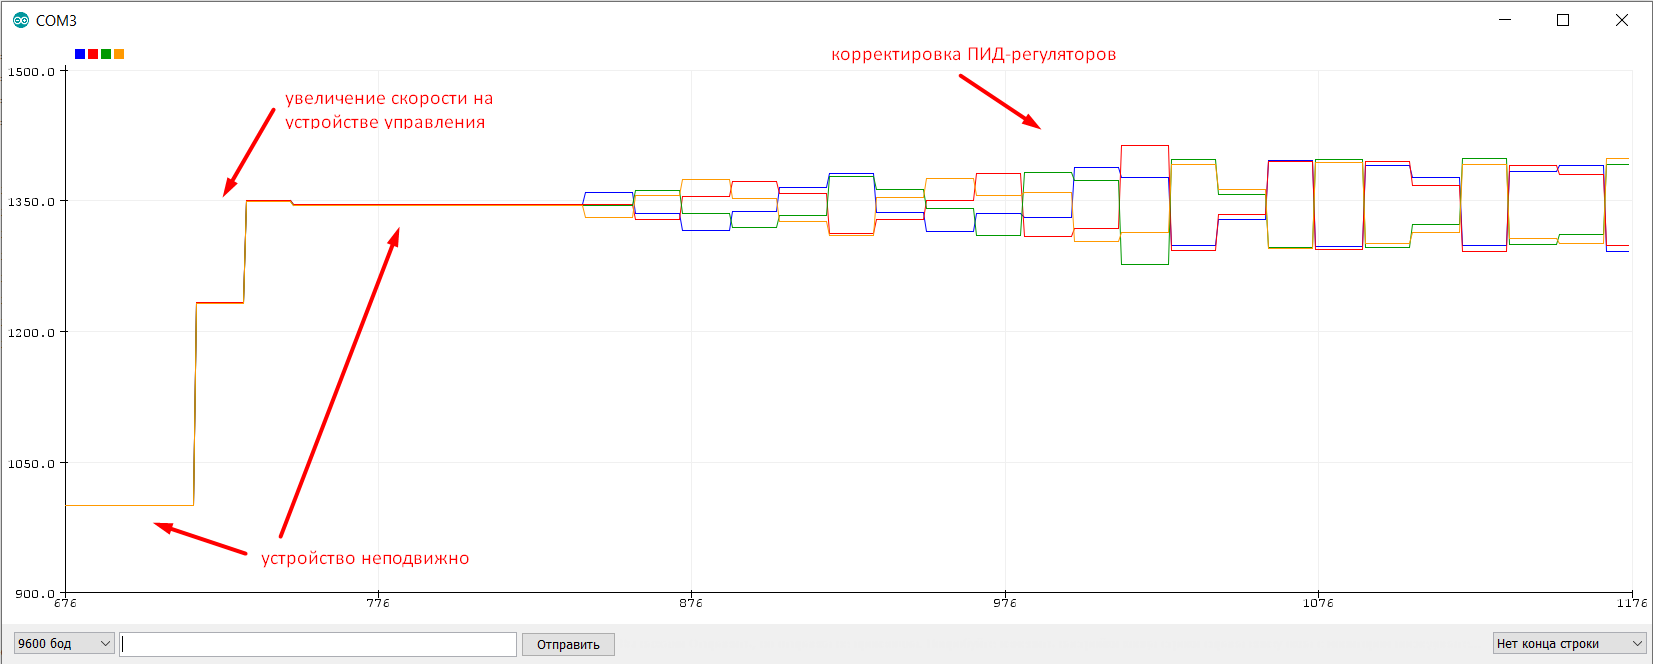 COM3
корректировка ПИД-регуляторов
1500.0
увеличение скорости на
устройстве управления
1350.0
1200.0
1050.0
устройство неподвижно
900.0
676 776 876 976 1076 1176
9600 бод Отправить Нет конца строки